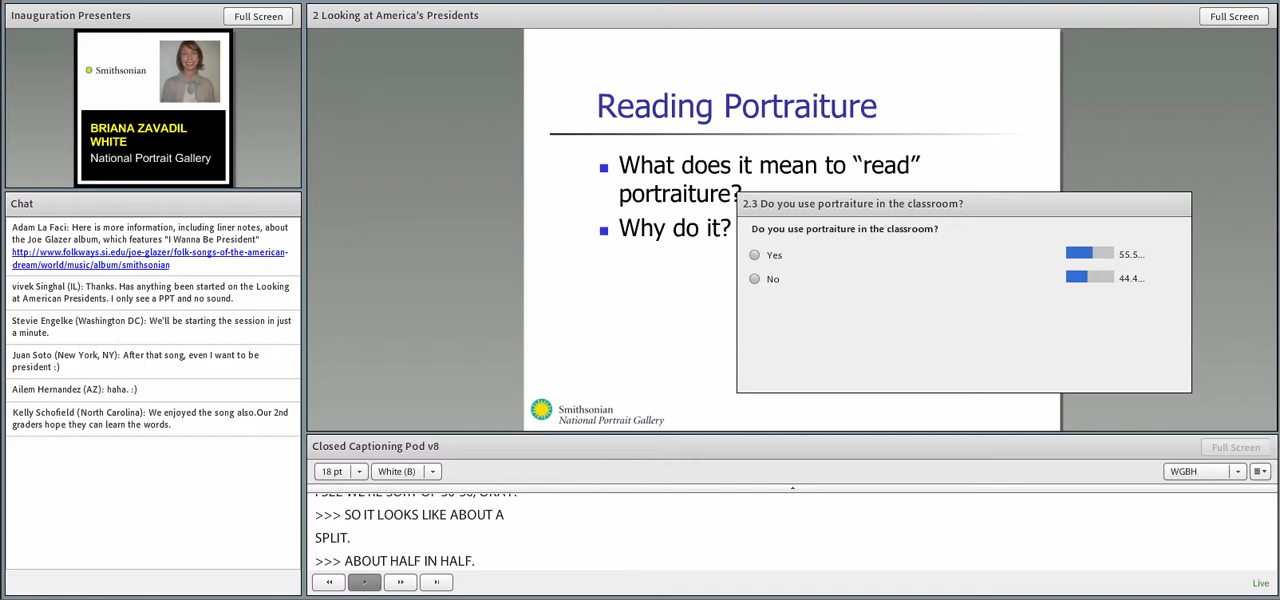 Inauguration Presenters
Full Screen
Smithsonian
BRIANA ZAVADIL
WHITE
National Portrait Gallery
Chat
Adam La Faci: Here is more information, including liner notes, about
the Joe Glazer album, which features "I Wanna Be President"
http://www.folkways.si.edu/joe-glazer/folk-songs-of-the-american-
dream/world/music/album/smithsonian
vivek Singhal (IL): Thanks. Has anything been started on the Looking
at American Presidents. I only see a PPT and no sound.
Stevie Engelke (Washington DC): We'll be starting the session in just
a minute.
Juan Soto (New York, NY): After that song, even I want to be
president :)
Ailem Hernandez (AZ): haha. :)
Kelly Schofield (North Carolina): We enjoyed the song also.Our 2nd
graders hope they can learn the words.
2 Looking at America's Presidents
Full Screen
Reading Portraiture
What does it mean to “read”
portraiture?
Why do it?
2.3 Do you use portraiture in the classroom?
Do you use portraiture in the classroom?
Yes
55.5...
No
44.4...
Smithsonian
National Portrait Gallery
Closed Captioning Pod v8
Full Screen
18 pt
White (B)
WGBH
I SEE WE'RE SORT OF 50-50, OKAY?
>>> SO IT LOOKS LIKE ABOUT A
SPLIT.
>>> ABOUT HALF IN HALF.
Live